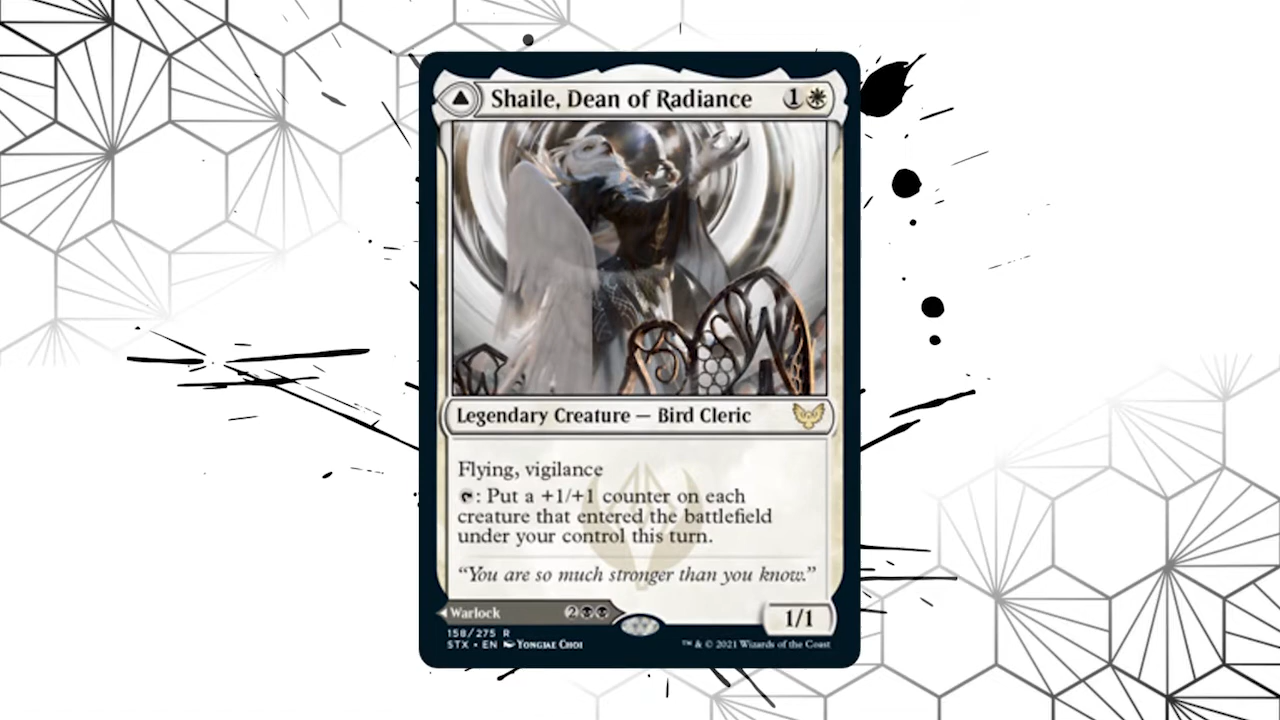 Shaile, Dean of Radiance 1
Legendary Creature — Bird Cleric
Flying, vigilance
: Put a +1/+1 counter on each
creature that entered the battlefield
under your control this turn.
“You are so much stronger than you know.”
Warlock 2
1/1
158/275 R
STX • EN Yongjae Choi
™ & © 2021 Wizards of the Coast